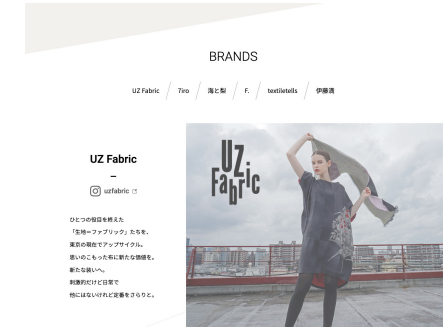 BRANDS
UZ Fabric
7iro
海と梨
F.
textiletells
伊藤満
UZ Fabric
uzfabric
ひとつの役目を終えた
「生地＝ファブリック」たちを、
東京の現在でアップサイクル。
思いのこもった布に新たな価値を。
新たな装いへ。
刺激的だけど日常で
他にはないけれど定番をさらりと。
UZ
Fabric